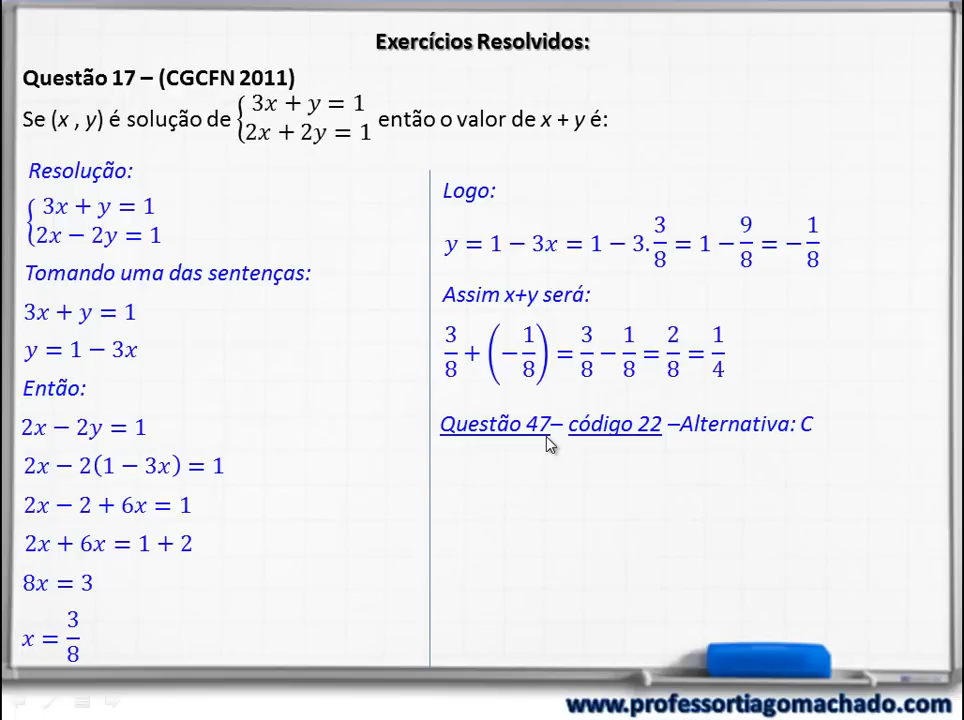 Exercícios Resolvidos:
Questão 17 – (CGCFN 2011)
Se (x , y) é solução de { 3x + y = 1 2x + 2y = 1 então o valor de x + y é:
Resolução:
{ 3x + y = 1
2x − 2y = 1
Tomando uma das sentenças:
3x + y = 1
y = 1 − 3x
Então:
2x − 2y = 1
2x − 2(1 − 3x) = 1
2x − 2 + 6x = 1
2x + 6x = 1 + 2
8x = 3
x = 3/8
Logo:
y = 1 − 3x = 1 − 3.3/8 = 1 − 9/8 = −1/8
Assim x+y será:
3/8 + (−1/8) = 3/8 − 1/8 = 2/8 = 1/4
Questão 47– código 22 –Alternativa: C
www.professortiagomachado.com